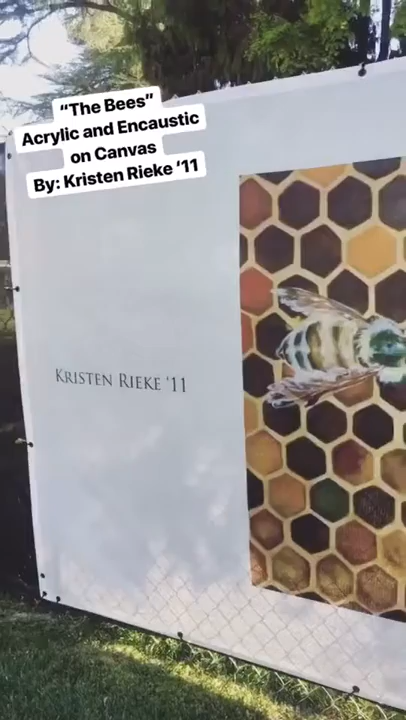 “The Bees”
Acrylic and Encaustic
on Canvas
By: Kristen Rieke ‘11
Kristen Rieke ‘11